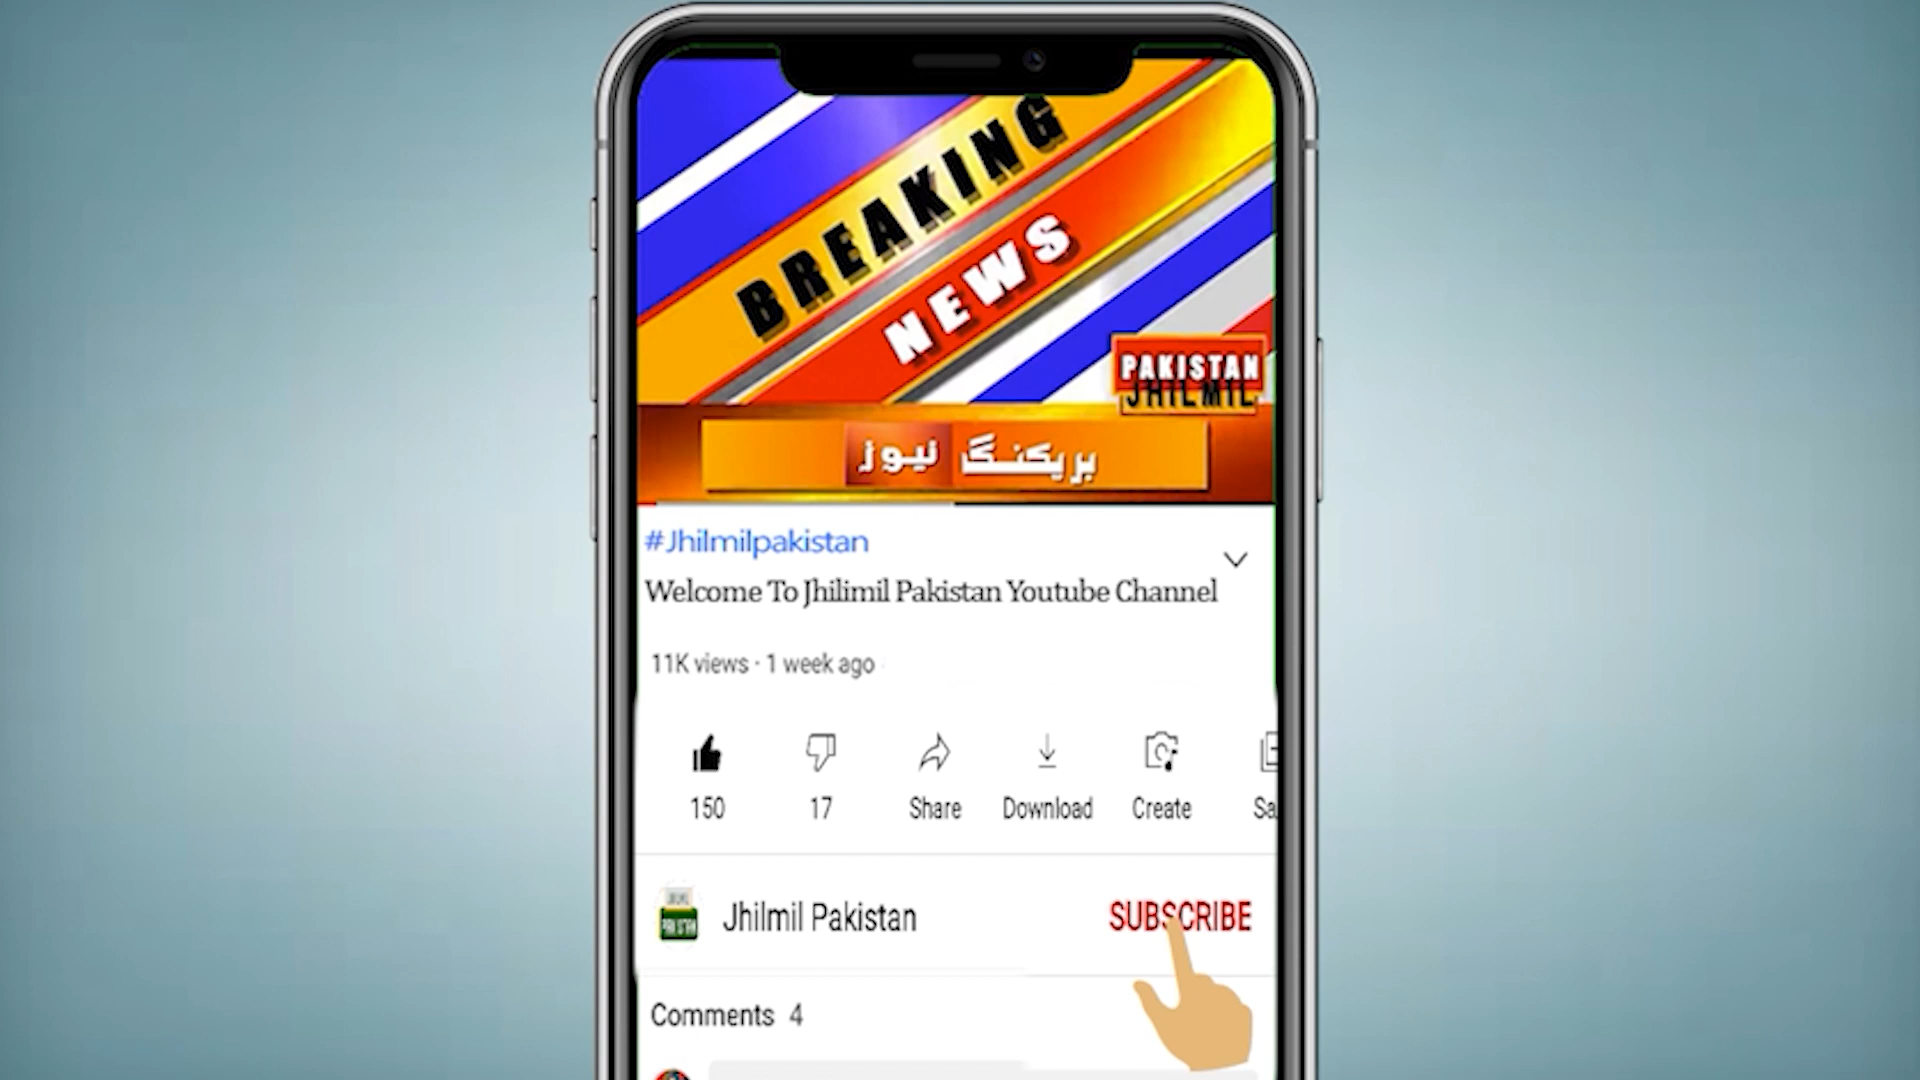 BREAKING
NEWS
PAKISTAN
JHILMIL
بریکنگ نیوز
#Jhilmilpakistan
Welcome To Jhilimil Pakistan Youtube Channel
11K views · 1 week ago
150
17
Share
Download
Create
Sa
Jhilmil Pakistan
SUBSCRIBE
Comments 4